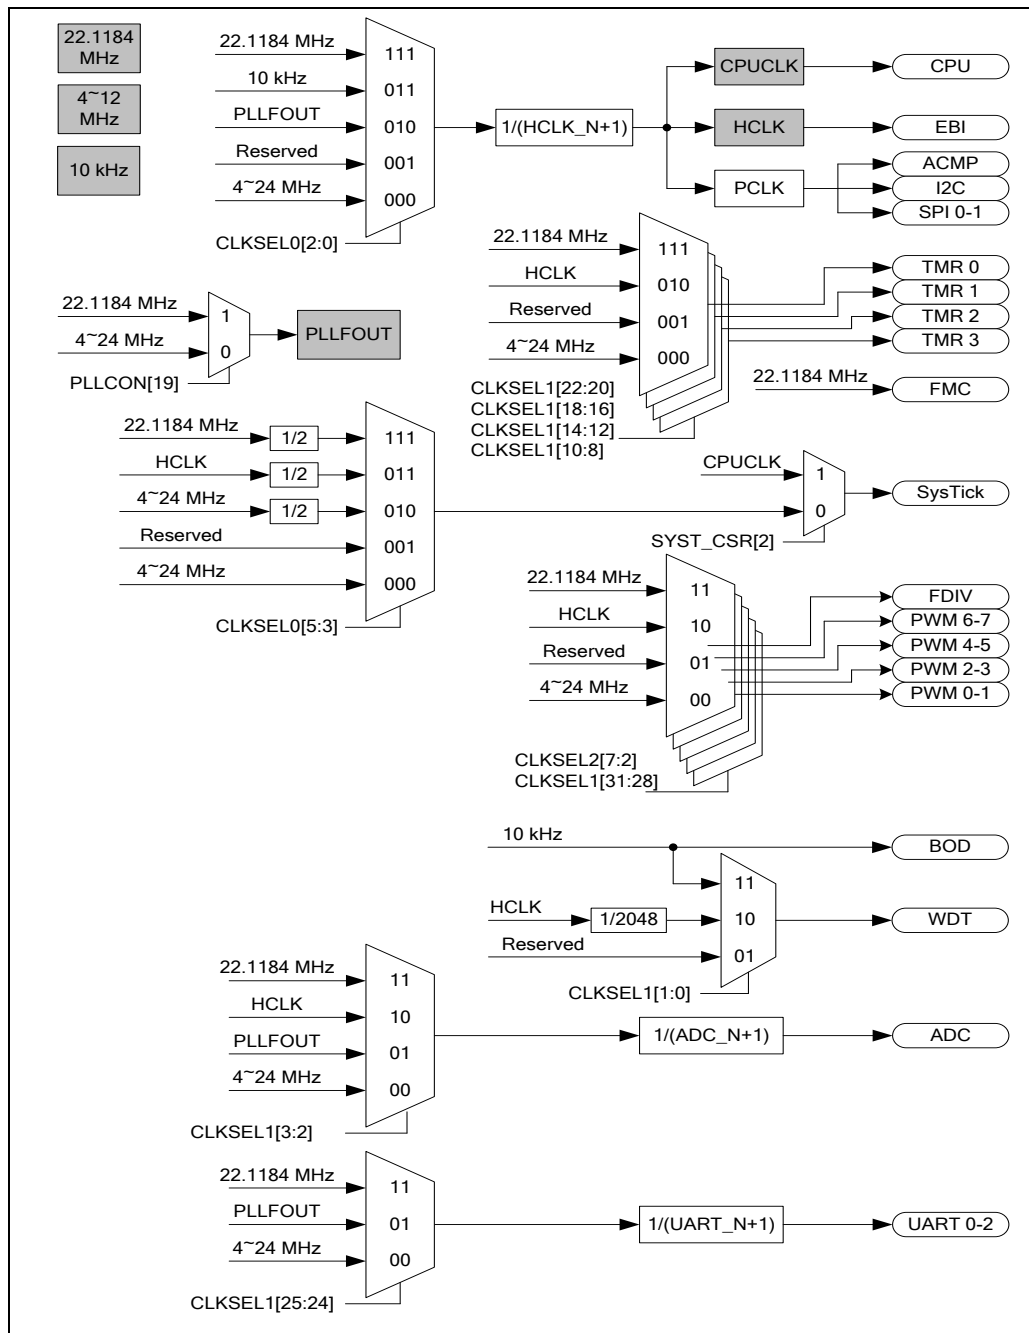 22.1184 MHz
4~12 MHz
10 kHz
22.1184 MHz
10 kHz
PLLFOUT
Reserved
4~24 MHz
111
011
010
001
000
CLKSEL0[2:0]
1/(HCLK_N+1)
CPUCLK
HCLK
PCLK
CPU
EBI
ACMP
I2C
SPI 0-1
22.1184 MHz
4~24 MHz
1
0
PLLCON[19]
PLLFOUT
22.1184 MHz
HCLK
Reserved
4~24 MHz
111
010
001
000
CLKSEL1[22:20]
CLKSEL1[18:16]
CLKSEL1[14:12]
CLKSEL1[10:8]
TMR 0
TMR 1
TMR 2
TMR 3
22.1184 MHz
FMC
22.1184 MHz
1/2
HCLK
1/2
4~24 MHz
1/2
Reserved
4~24 MHz
111
011
010
001
000
CLKSEL0[5:3]
CPUCLK
1
0
SYST_CSR[2]
SysTick
22.1184 MHz
HCLK
Reserved
4~24 MHz
11
10
01
00
CLKSEL2[7:2]
CLKSEL1[31:28]
FDIV
PWM 6-7
PWM 4-5
PWM 2-3
PWM 0-1
10 kHz
BOD
HCLK
1/2048
Reserved
11
10
01
CLKSEL1[1:0]
WDT
22.1184 MHz
HCLK
PLLFOUT
4~24 MHz
11
10
01
00
CLKSEL1[3:2]
1/(ADC_N+1)
ADC
22.1184 MHz
PLLFOUT
4~24 MHz
11
01
00
CLKSEL1[25:24]
1/(UART_N+1)
UART 0-2